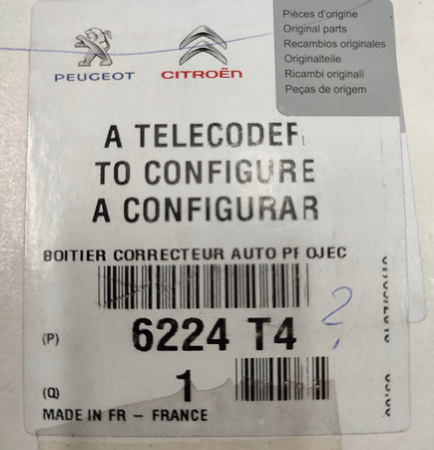 PEUGEOT
CITROËN
Pièces d'origine
Original parts
Recambios originales
Originalteile
Ricambi originali
Peças de origem
A TELECODER
TO CONFIGURE
A CONFIGURAR
BOITIER CORRECTEUR AUTO PROJEC
(P)
6224 T4
?
(Q)
1
MADE IN FR – FRANCE